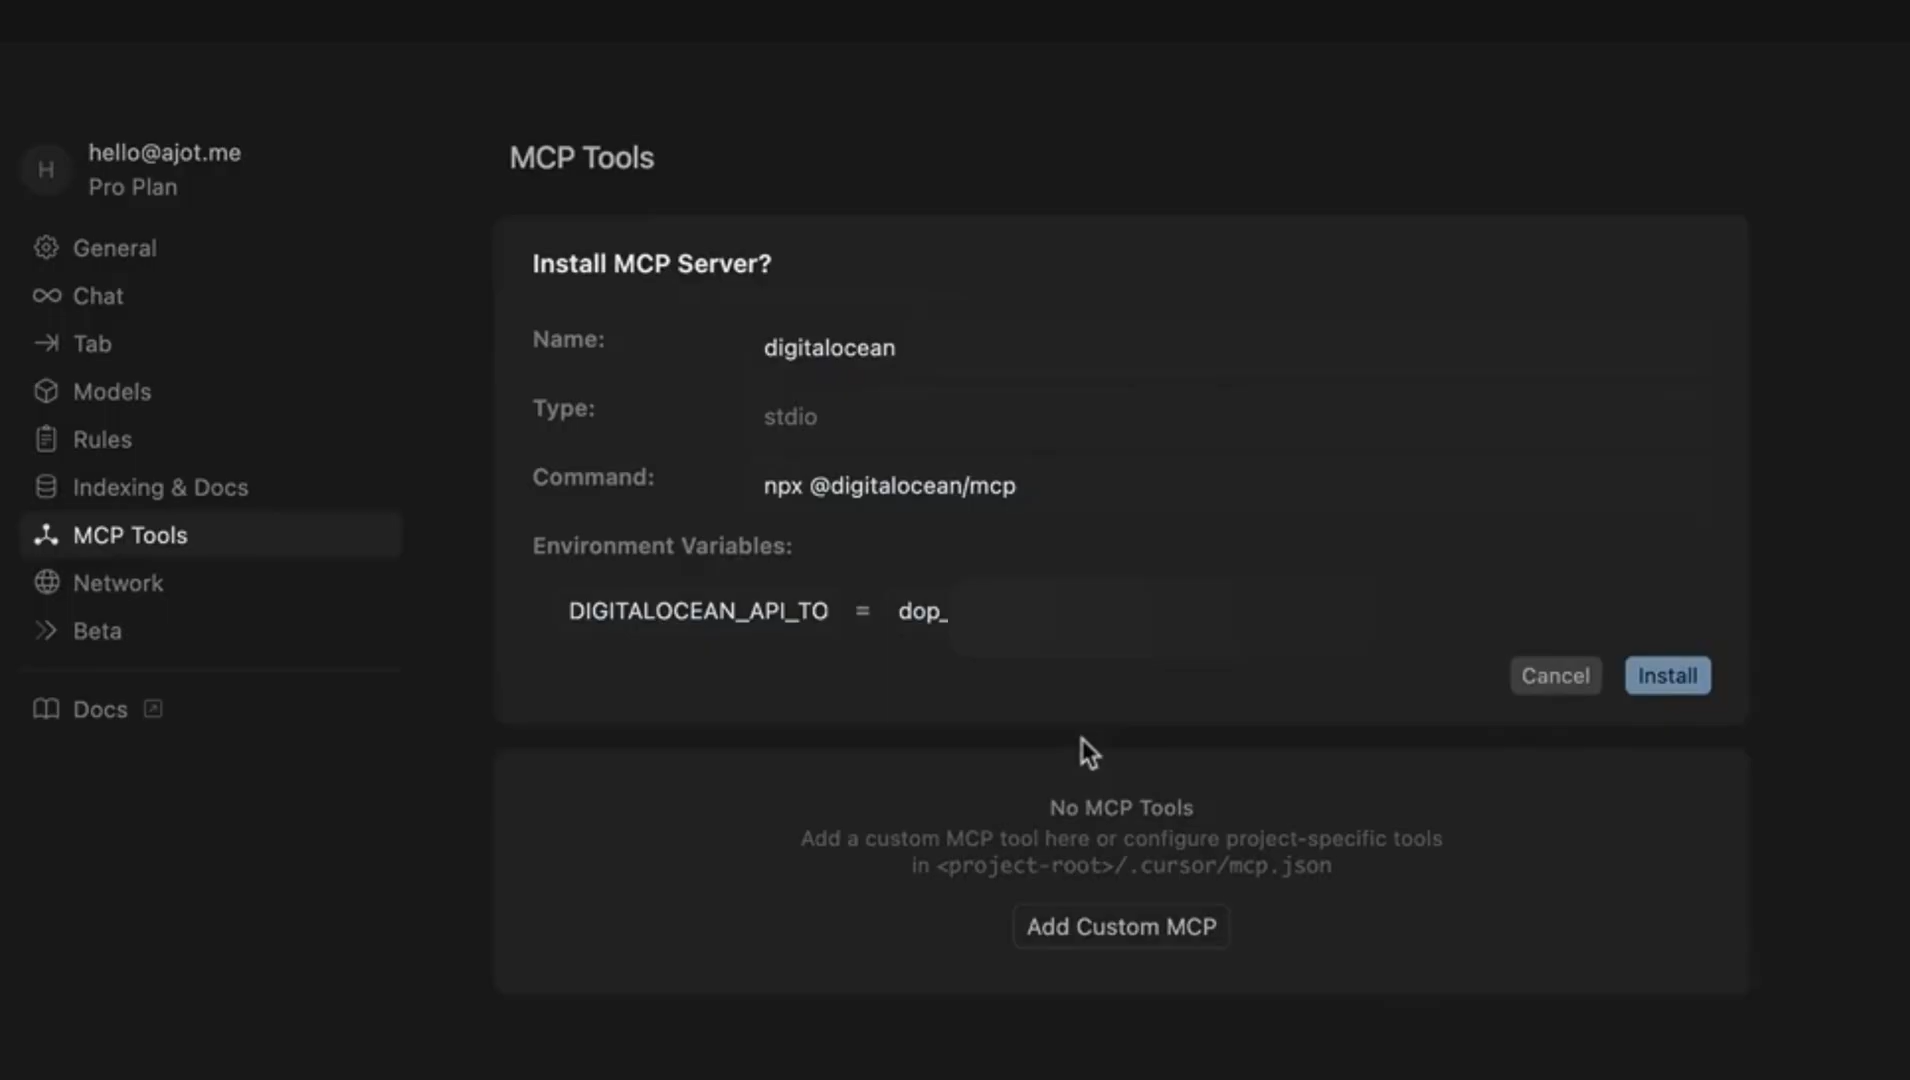 H
hello@ajot.me
Pro Plan
General
Chat
Tab
Models
Rules
Indexing & Docs
MCP Tools
Network
Beta
Docs
MCP Tools
Install MCP Server?
Name: digitalocean
Type: stdio
Command: npx @digitalocean/mcp
Environment Variables:
DIGITALOCEAN_API_TO = dop_
Cancel Install
No MCP Tools
Add a custom MCP tool here or configure project-specific tools
in <project-root>/.cursor/mcp.json
Add Custom MCP